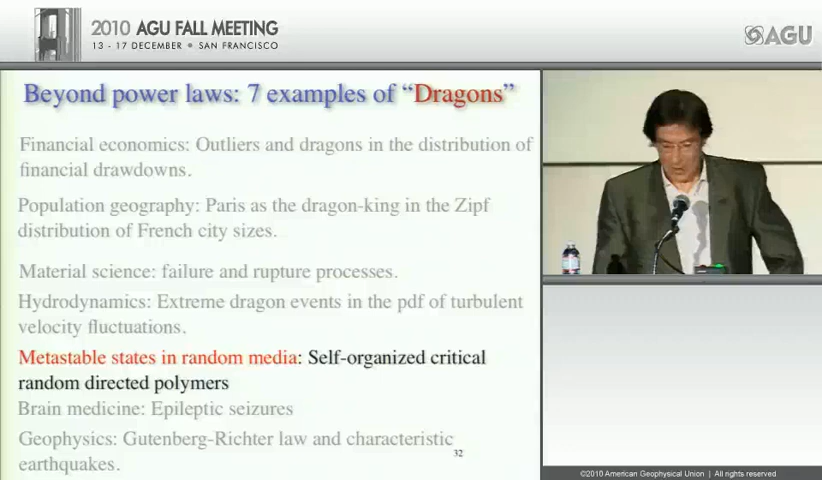 2010 AGU FALL MEETING
13 - 17 DECEMBER • SAN FRANCISCO
AGU
Beyond power laws: 7 examples of “Dragons”
Financial economics: Outliers and dragons in the distribution of
financial drawdowns.
Population geography: Paris as the dragon-king in the Zipf
distribution of French city sizes.
Material science: failure and rupture processes.
Hydrodynamics: Extreme dragon events in the pdf of turbulent
velocity fluctuations.
Metastable states in random media: Self-organized critical
random directed polymers
Brain medicine: Epileptic seizures
Geophysics: Gutenberg-Richter law and characteristic
earthquakes.
32
©2010 American Geophysical Union | All rights reserved